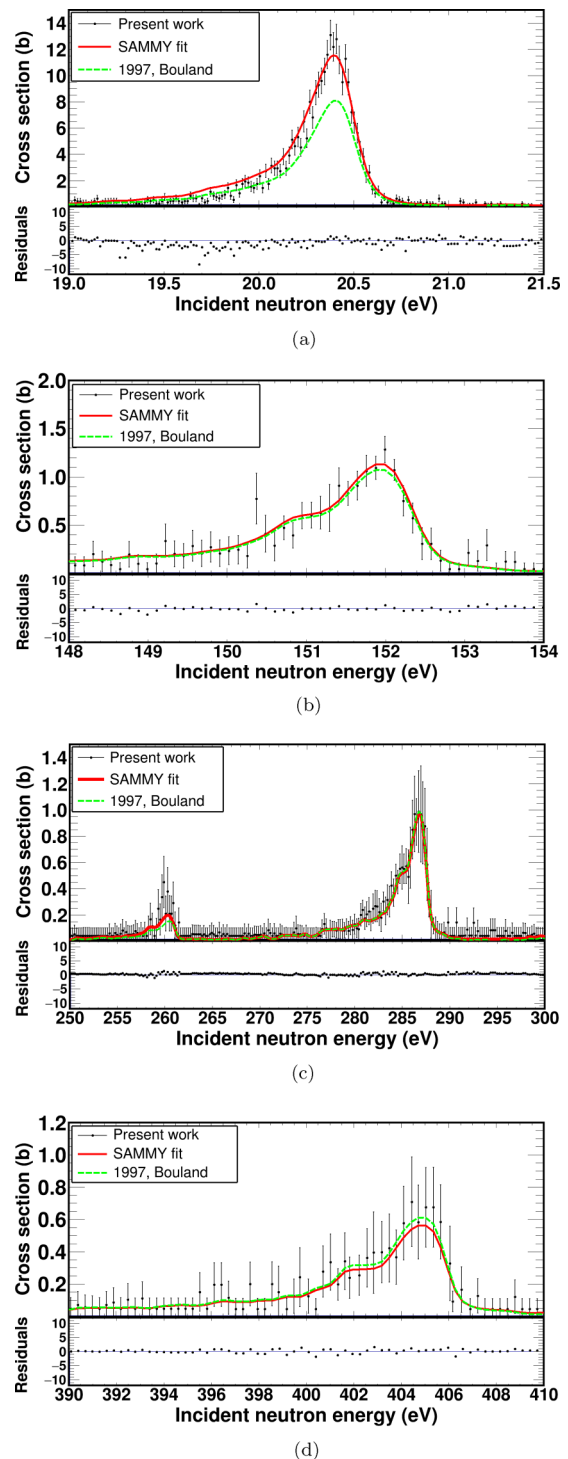 Cross section (b)
14
12
10
8
6
4
2
Present work
SAMMY fit
1997, Bouland
Residuals
10
5
0
−5
−10
19.0 19.5 20.0 20.5 21.0 21.5
Incident neutron energy (eV)
(a)
Cross section (b)
2.0
1.5
1.0
0.5
Present work
SAMMY fit
1997, Bouland
Residuals
10
5
0
−5
−10
148 149 150 151 152 153 154
Incident neutron energy (eV)
(b)
Cross section (b)
1.4
1.2
1.0
0.8
0.6
0.4
0.2
Present work
SAMMY fit
1997, Bouland
Residuals
10
5
0
−5
−10
250 255 260 265 270 275 280 285 290 295 300
Incident neutron energy (eV)
(c)
Cross section (b)
1.2
1.0
0.8
0.6
0.4
0.2
Present work
SAMMY fit
1997, Bouland
Residuals
10
5
0
−5
−10
390 392 394 396 398 400 402 404 406 408 410
Incident neutron energy (eV)
(d)